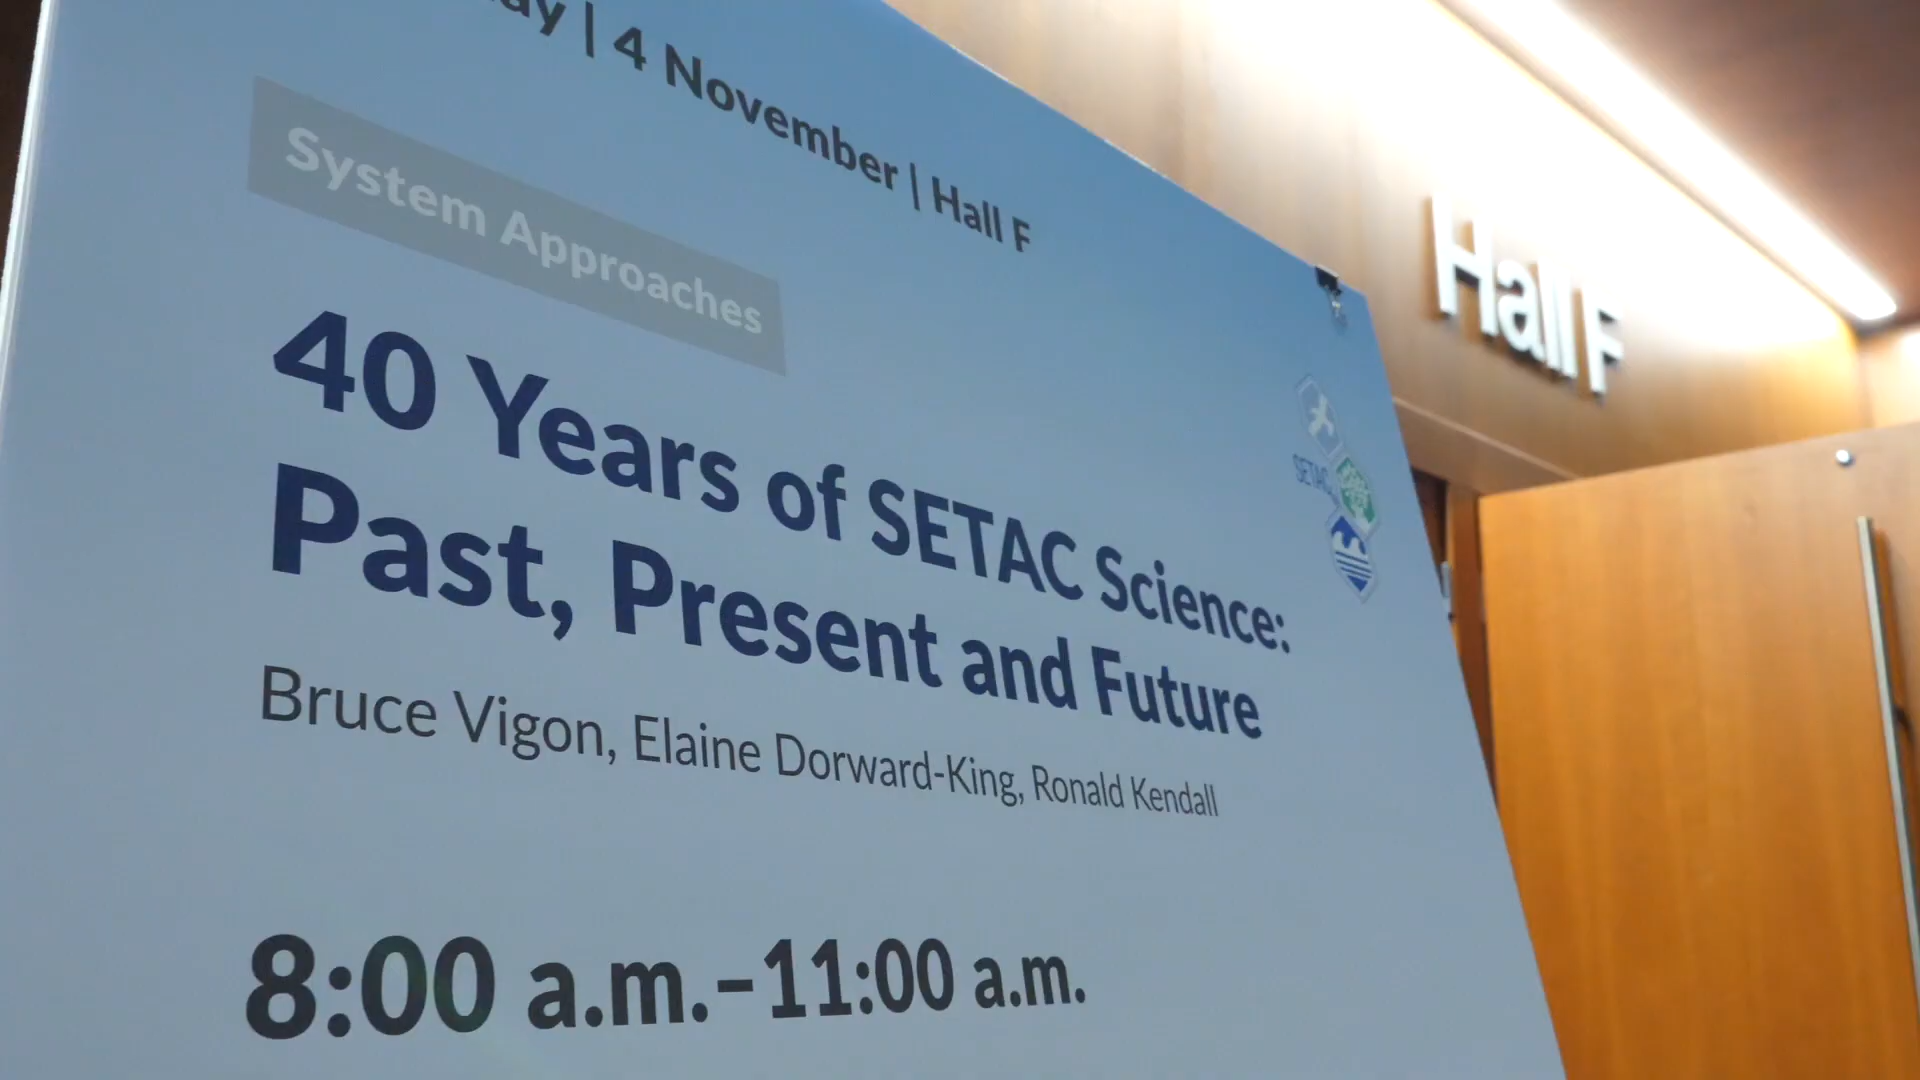 | 4 November | Hall F
System Approaches
40 Years of SETAC Science:
Past, Present and Future
Bruce Vigon, Elaine Dorward-King, Ronald Kendall
8:00 a.m.–11:00 a.m.
SETAC
Hall F